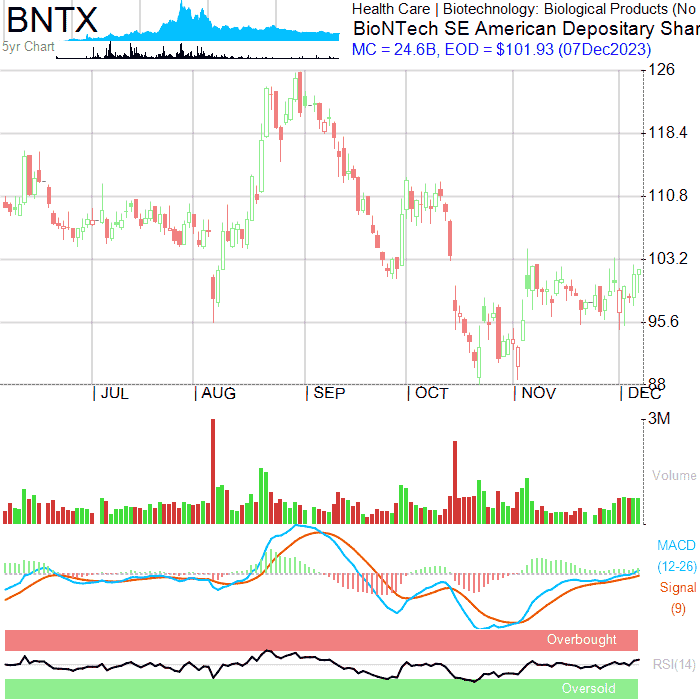 BNTX
5yr Chart
Health Care | Biotechnology: Biological Products (No
BioNTech SE American Depositary Shar
MC = 24.6B, EOD = $101.93 (07Dec2023)
126
118.4
110.8
103.2
95.6
88
| JUL | AUG | SEP | OCT | NOV | DEC
3M
Volume
MACD
(12-26)
Signal
(9)
Overbought
RSI(14)
Oversold